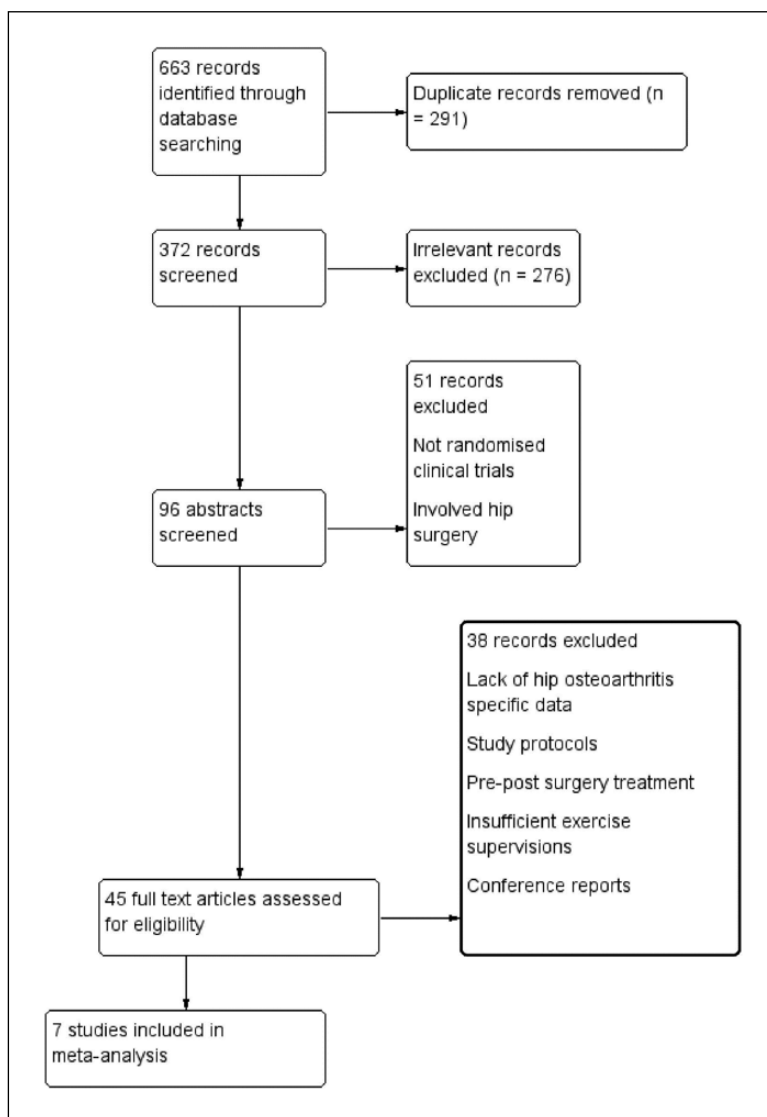 663 records
identified through
database
searching
Duplicate records removed (n
= 291)
372 records
screened
Irrelevant records
excluded (n = 276)
51 records
excluded
Not randomised
clinical trials
Involved hip
surgery
96 abstracts
screened
38 records excluded
Lack of hip osteoarthritis
specific data
Study protocols
Pre-post surgery treatment
Insufficient exercise
supervisions
Conference reports
45 full text articles assessed
for eligibility
7 studies included in
meta-analysis